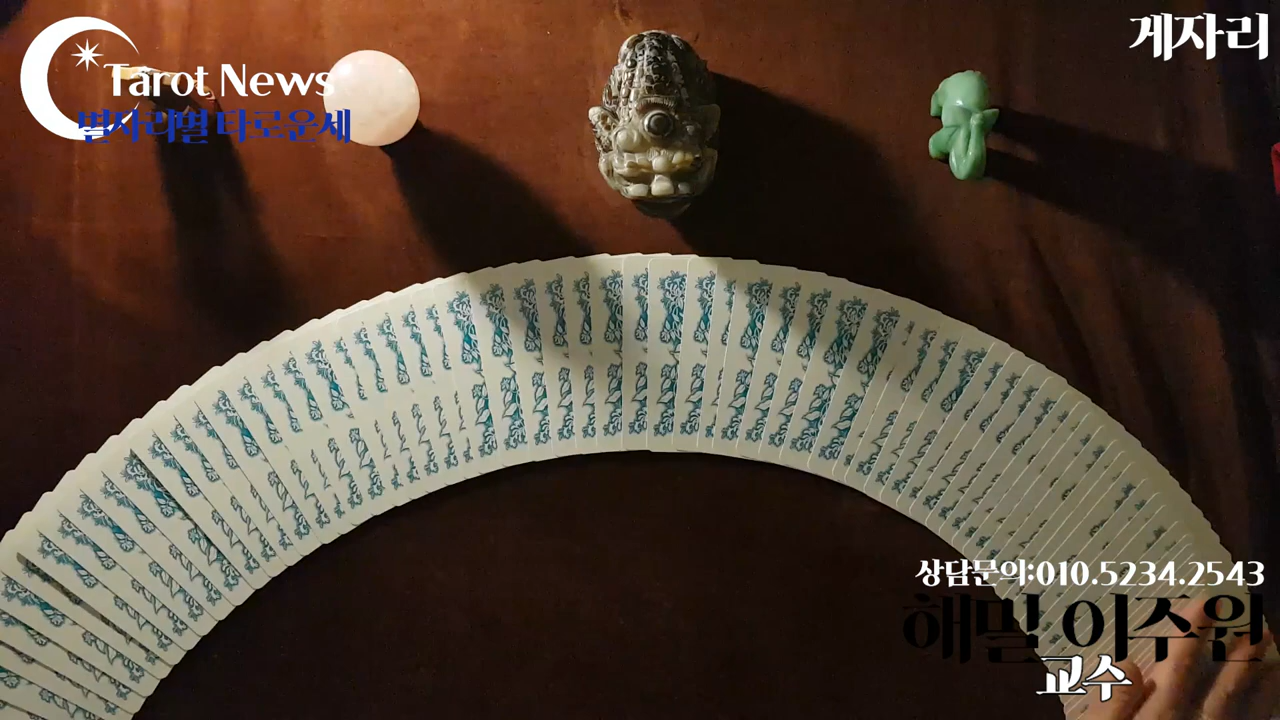 Tarot News
별자리별 타로운세
게자리
상담문의:010.5234.2543
해밀 이주원
교수